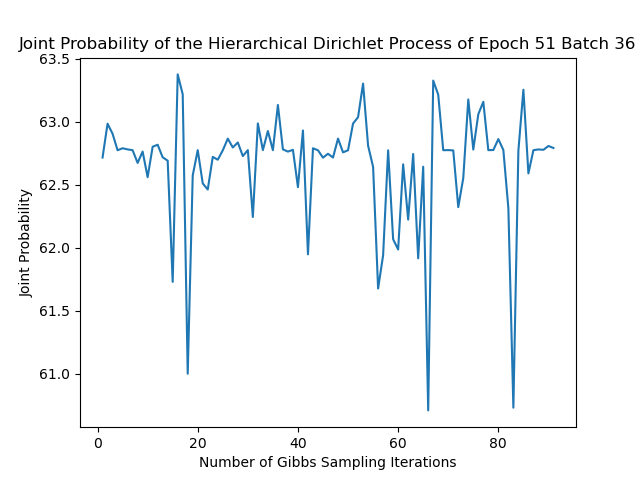 Joint Probability of the Hierarchical Dirichlet Process of Epoch 51 Batch 36
63.5
63.0
62.5
62.0
61.5
61.0
Joint Probability
0 20 40 60 80
Number of Gibbs Sampling Iterations